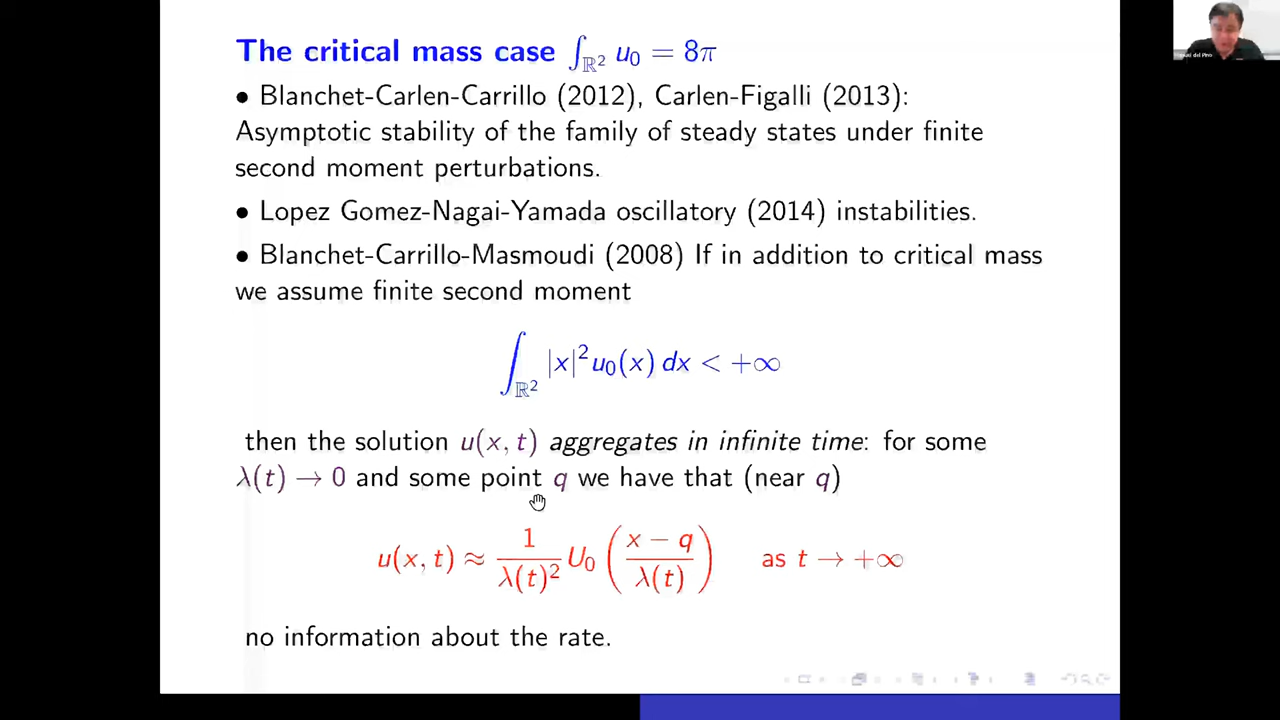 The critical mass case ∫_{ℝ²} u₀ = 8π
• Blanchet-Carlen-Carrillo (2012), Carlen-Figalli (2013):
Asymptotic stability of the family of steady states under finite
second moment perturbations.
• Lopez Gomez-Nagai-Yamada oscillatory (2014) instabilities.
• Blanchet-Carrillo-Masmoudi (2008) If in addition to critical mass
we assume finite second moment
∫_{ℝ²} |x|² u₀(x) dx < +∞
then the solution u(x, t) aggregates in infinite time: for some
λ(t) → 0 and some point q we have that (near q)
u(x, t) ≈ 1/λ(t)² U₀ ((x − q)/λ(t)) as t → +∞
no information about the rate.